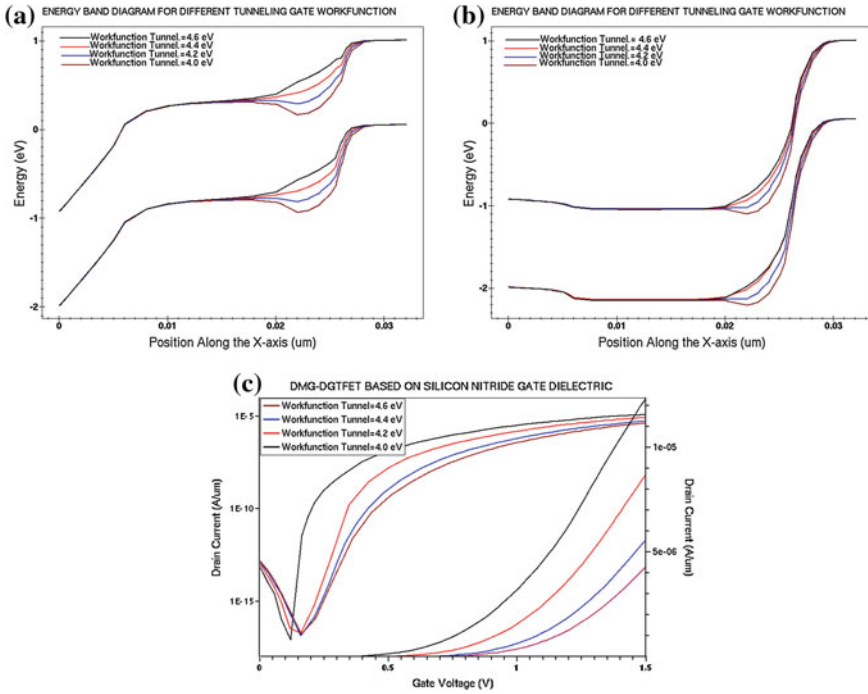 (a) ENERGY BAND DIAGRAM FOR DIFFERENT TUNNELING GATE WORKFUNCTION
Workfunction Tunnel.=4.6 eV
Workfunction Tunnel.=4.4 eV
Workfunction Tunnel.=4.2 eV
Workfunction Tunnel.=4.0 eV
1
0
-1
-2
Energy (eV)
0
0.01
0.02
0.03
Position Along the X-axis (um)
(b) ENERGY BAND DIAGRAM FOR DIFFERENT TUNNELING GATE WORKFUNCTION
Workfunction Tunnel.= 4.6 eV
Workfunction Tunnel.=4.4 eV
Workfunction Tunnel.=4.2 eV
Workfunction Tunnel.=4.0 eV
1
0
-1
-2
Energy (eV)
0
0.01
0.02
0.03
Position Along the X-axis (um)
(c) DMG-DGTFET BASED ON SILICON NITRIDE GATE DIELECTRIC
Workfunction Tunnel=4.6 eV
Workfunction Tunnel=4.4 eV
Workfunction Tunnel=4.2 eV
Workfunction Tunnel=4.0 eV
1E-5
1E-10
1E-15
Drain Current (A/um)
1e-05
5e-06
Drain Current (A/um)
0
0.5
1
1.5
Gate Voltage (V)